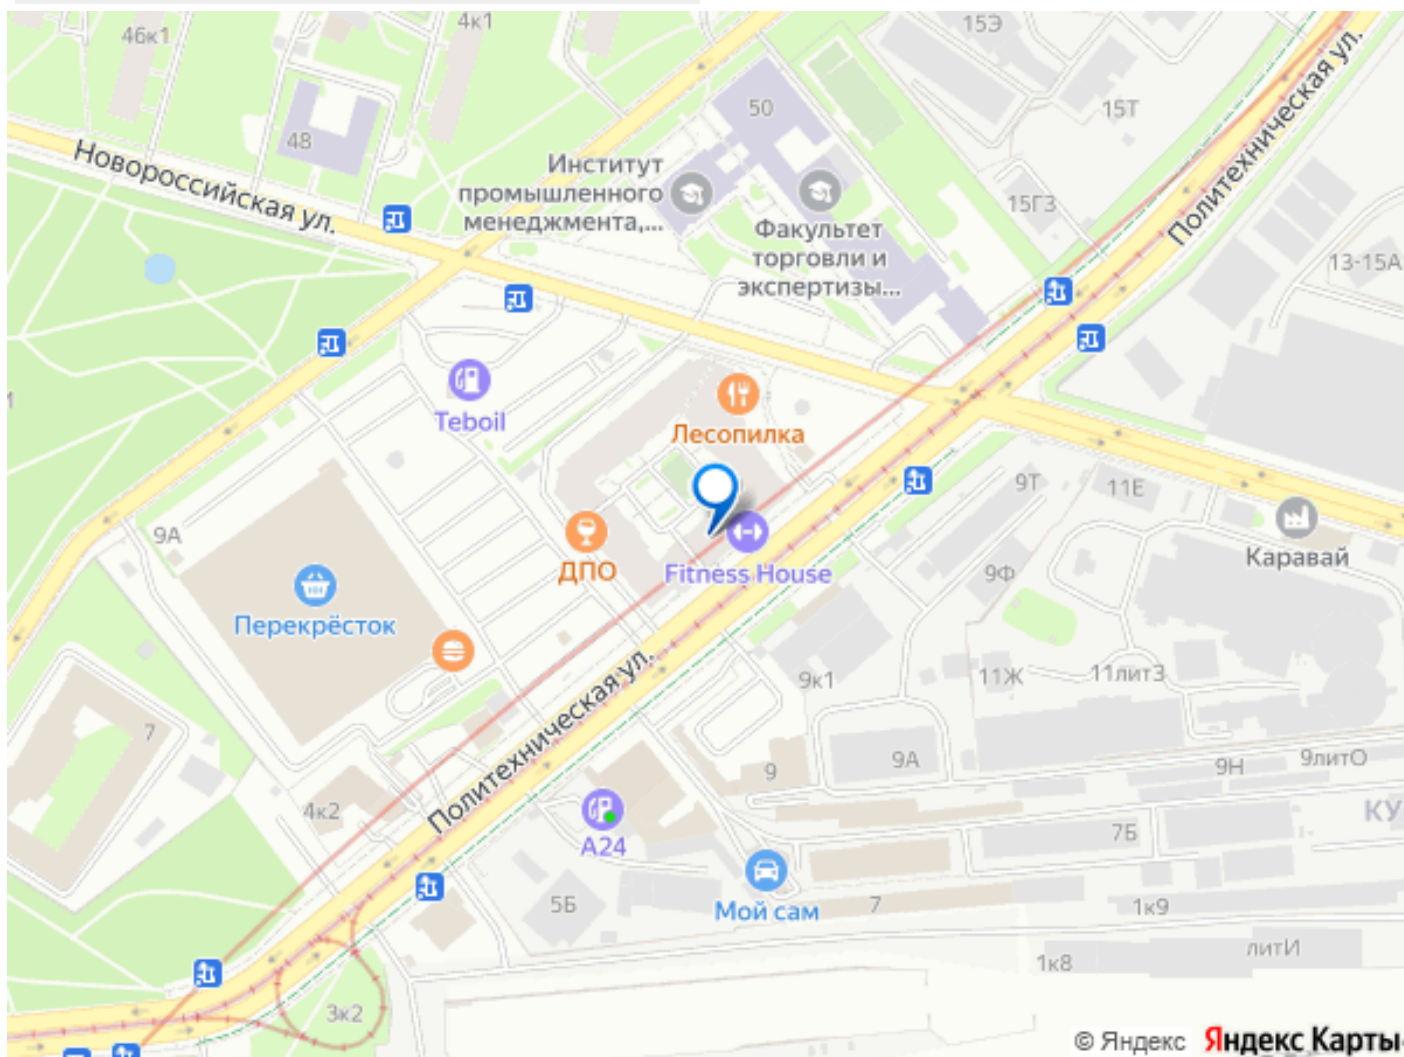 46к1
4к1
15Э
Политехническая ул.
50
15Т
48
Новороссийская ул.
Институт
промышленного
менеджмента,...
Факультет
торговли и
экспертизы...
15Г3
13-15А
Teboil
Лесопилка
9А
9Т
11Е
Каравай
ДПО
Fitness House
9Ф
Перекрёсток
9к1
11Ж
11лит3
Политехническая ул.
7
9
9А
9Н
9литО
4к2
А24
7Б
КУ
5Б
Мой сам
7
1к9
литИ
1к8
3к2
© Яндекс Яндекс Карты